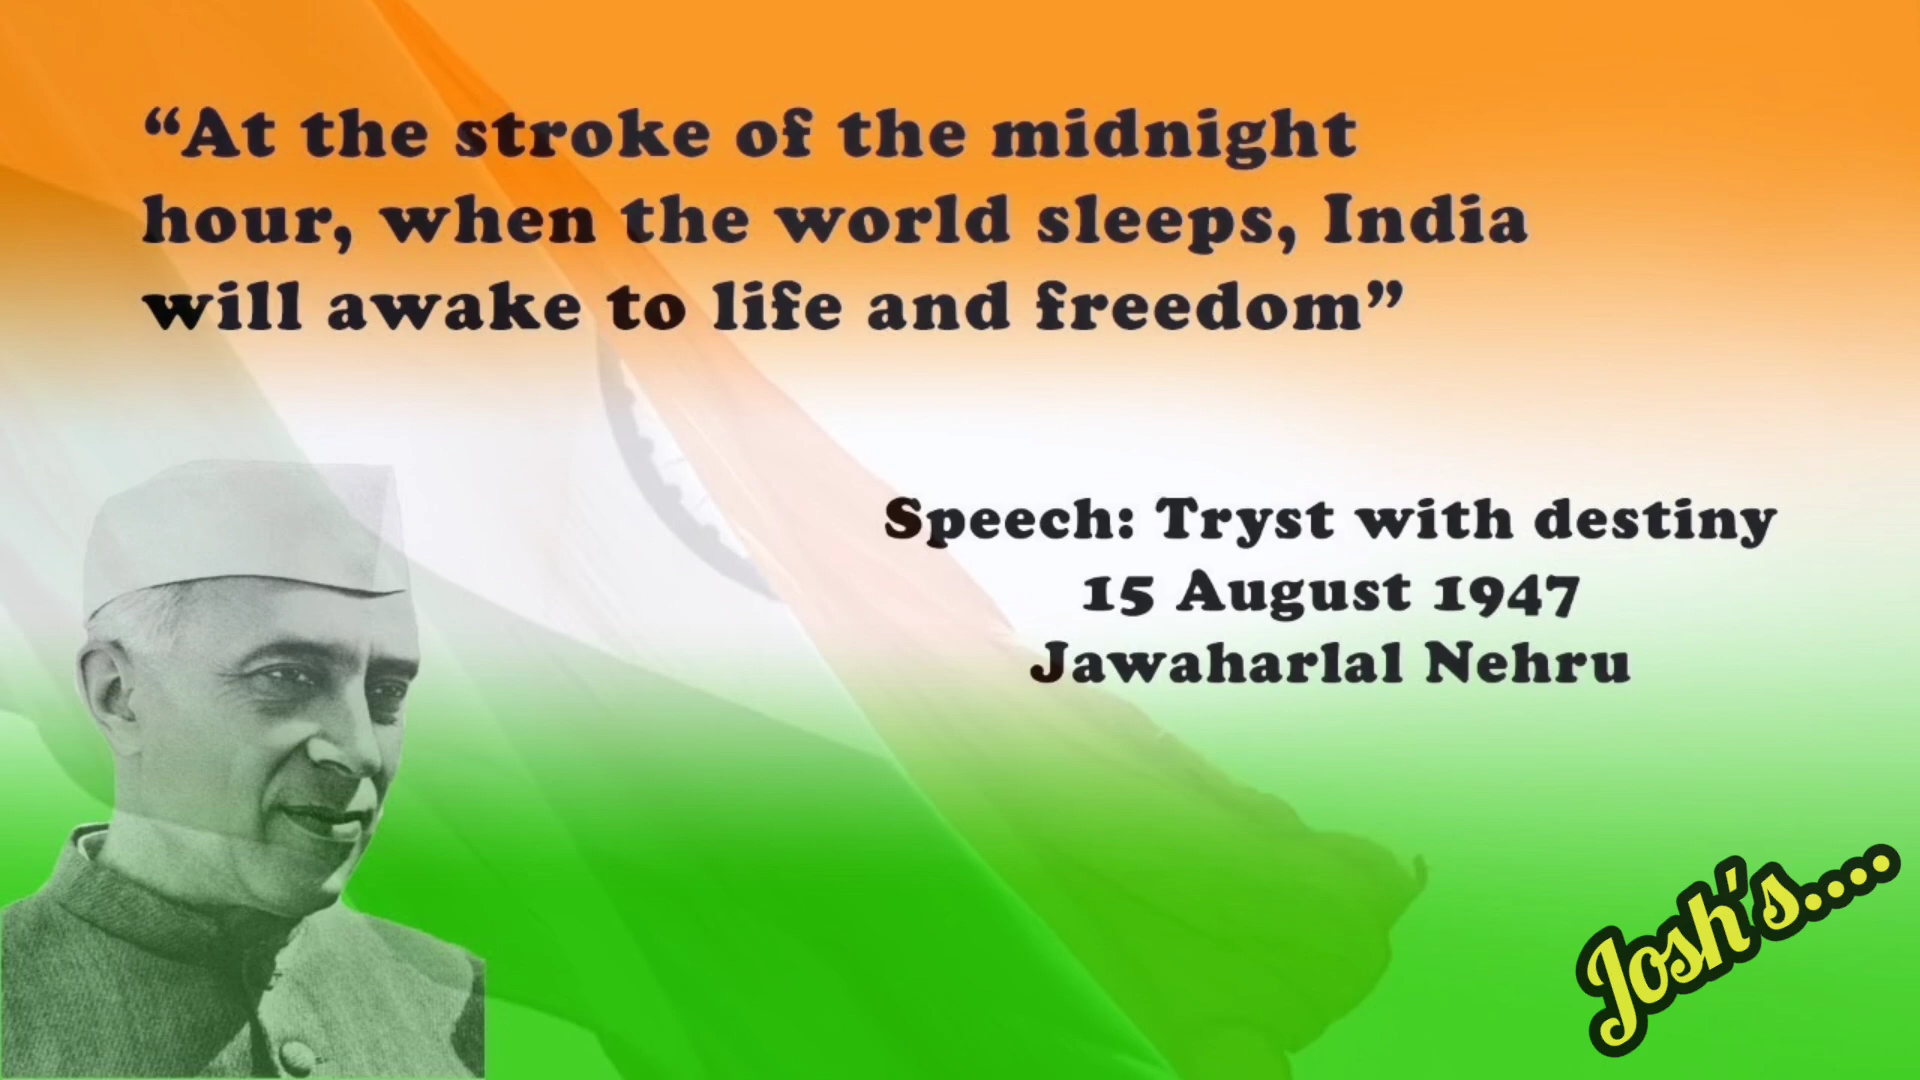 “At the stroke of the midnight
hour, when the world sleeps, India
will awake to life and freedom”
Speech: Tryst with destiny
15 August 1947
Jawaharlal Nehru
Josh's....